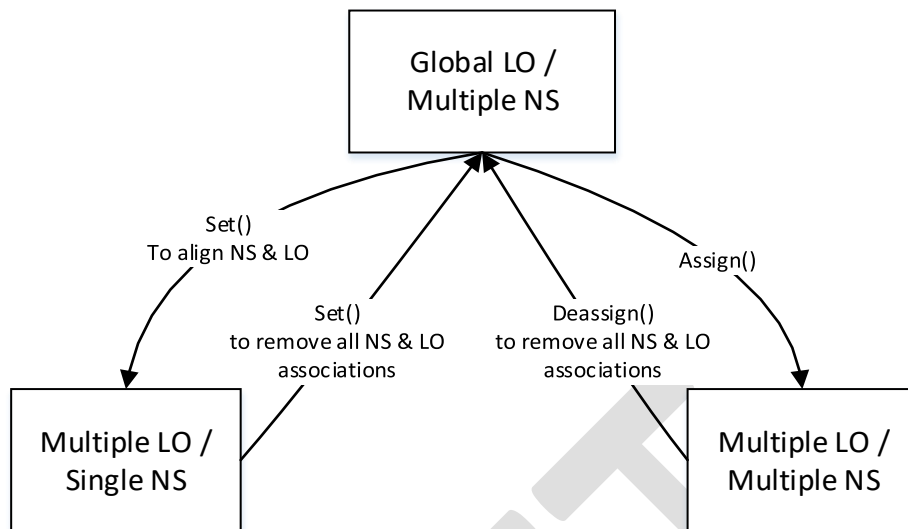 Global LO /
Multiple NS
Set()
To align NS & LO
Assign()
Set()
to remove all NS & LO
associations
Deassign()
to remove all NS & LO
associations
Multiple LO /
Single NS
Multiple LO /
Multiple NS